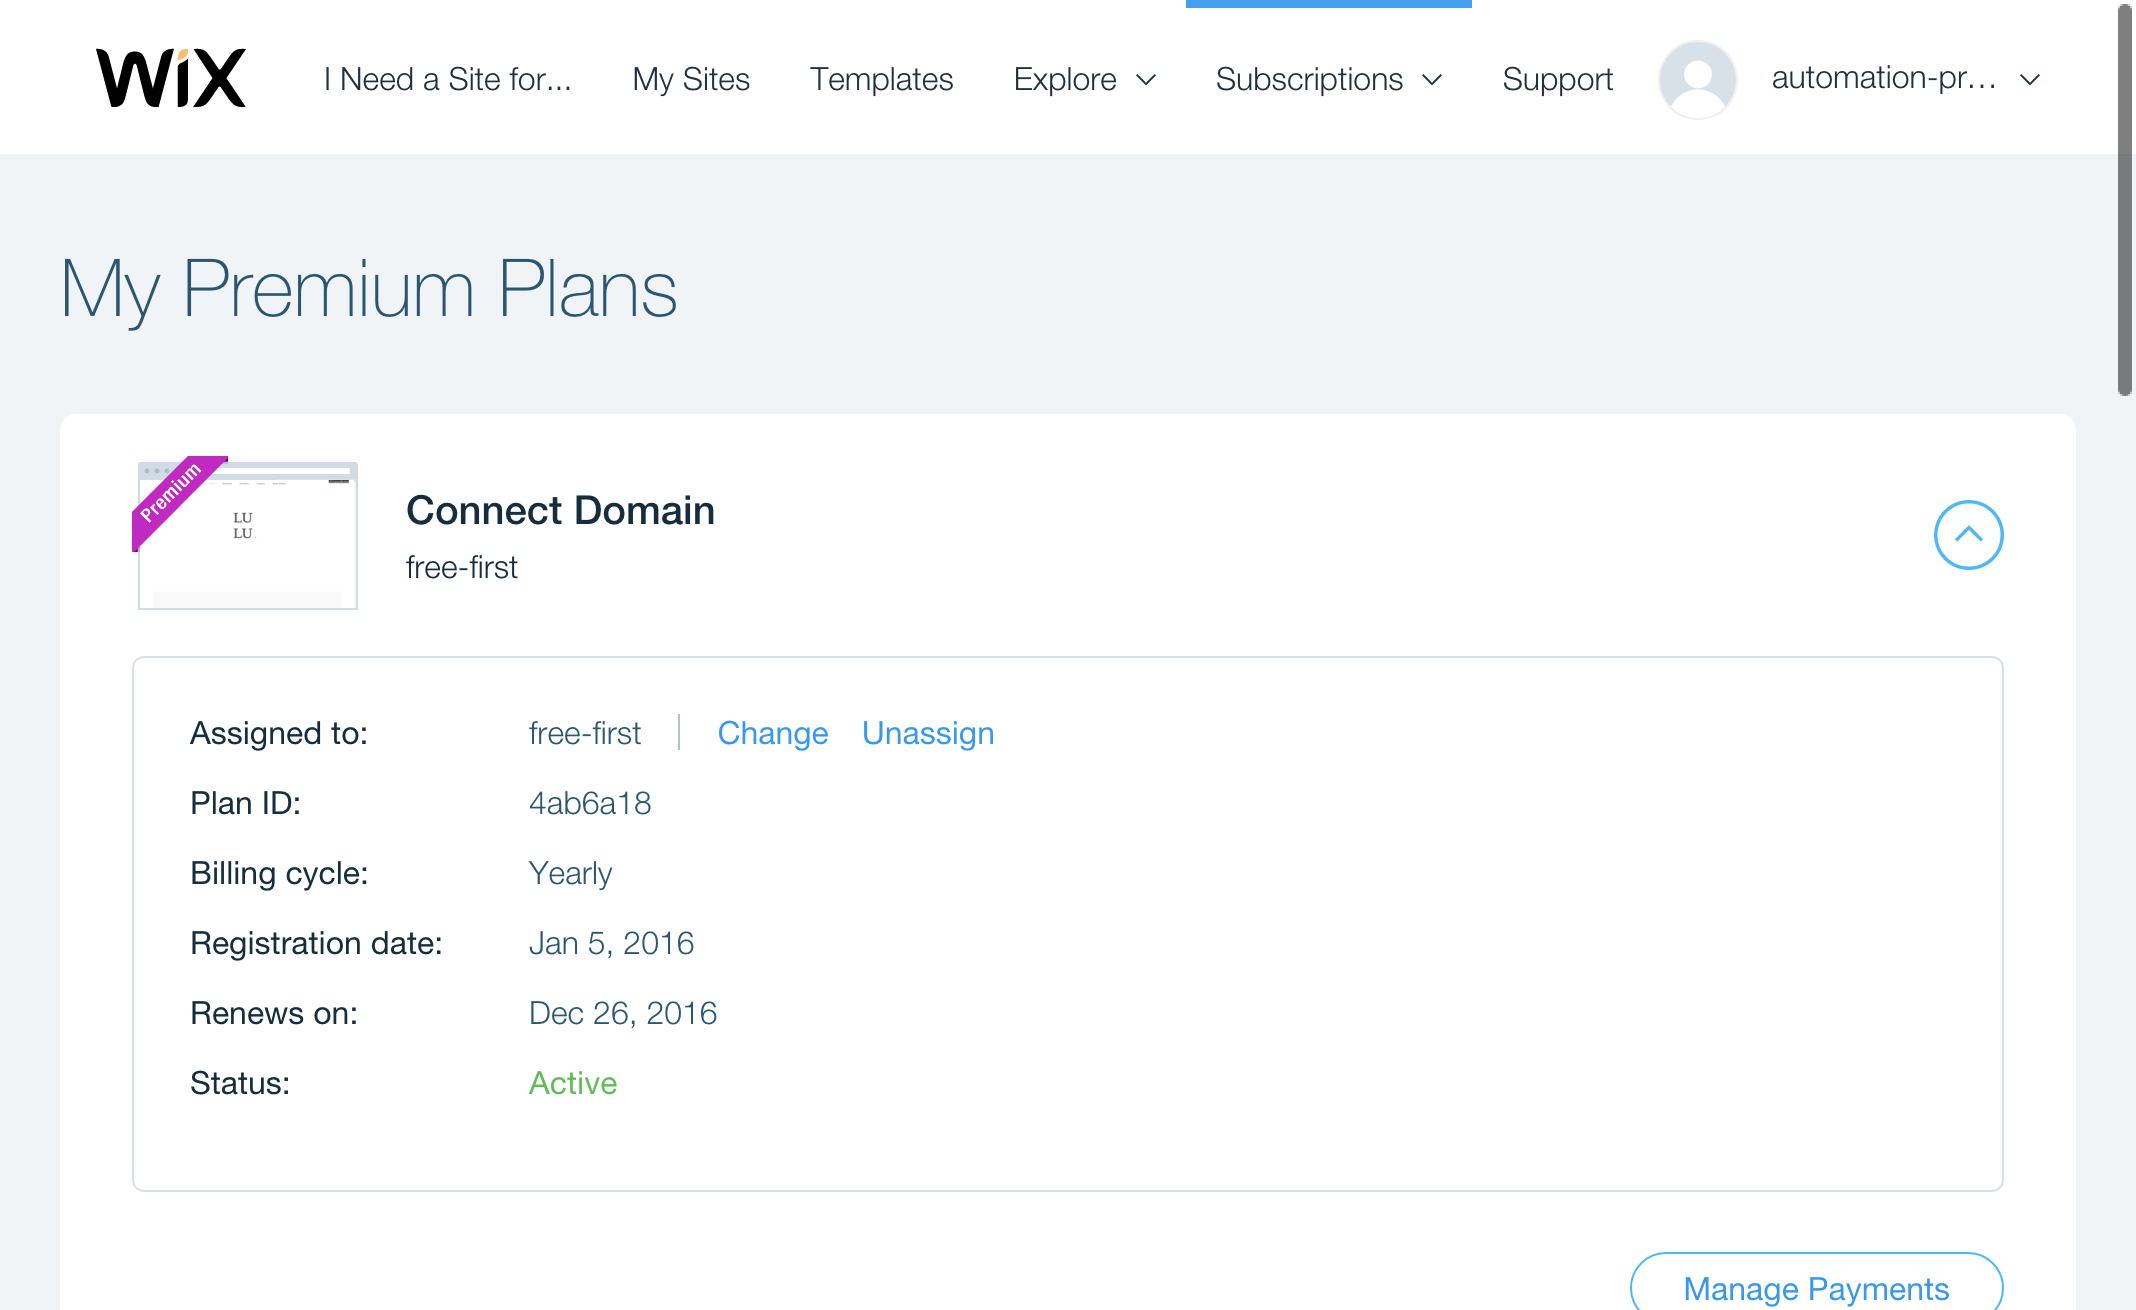 WiX
I Need a Site for...
My Sites
Templates
Explore
Subscriptions
Support
automation-pr...
My Premium Plans
Premium
LU
LU.
Connect Domain
free-first
Assigned to: free-first Change Unassign
Plan ID: 4ab6a18
Billing cycle: Yearly
Registration date: Jan 5, 2016
Renews on: Dec 26, 2016
Status: Active
Manage Payments